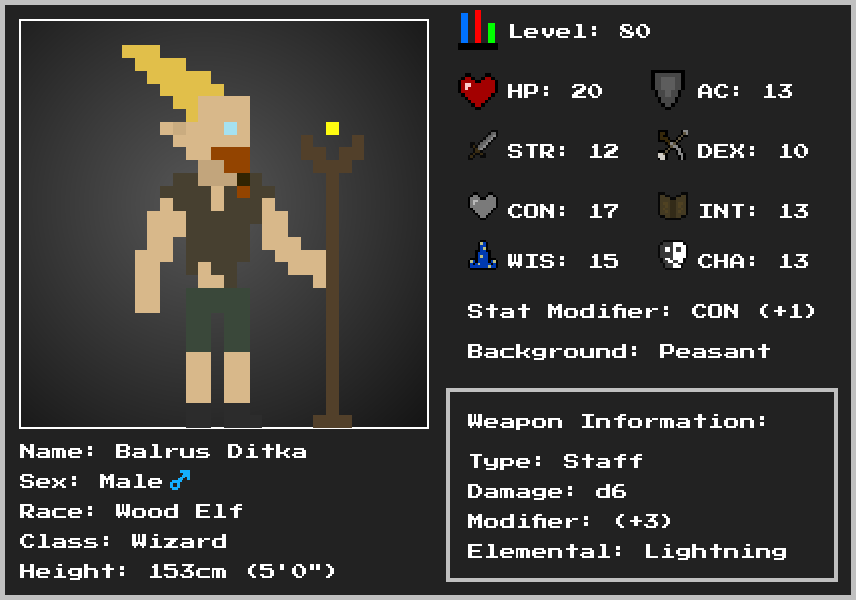 Level: 80
HP: 20 AC: 13
STR: 12 DEX: 10
CON: 17 INT: 13
WIS: 15 CHA: 13
Stat Modifier: CON (+1)
Background: Peasant
Weapon Information:
Type: Staff
Damage: d6
Modifier: (+3)
Elemental: Lightning
Name: Balrus Ditka
Sex: Male♂
Race: Wood Elf
Class: Wizard
Height: 153cm (5'0")